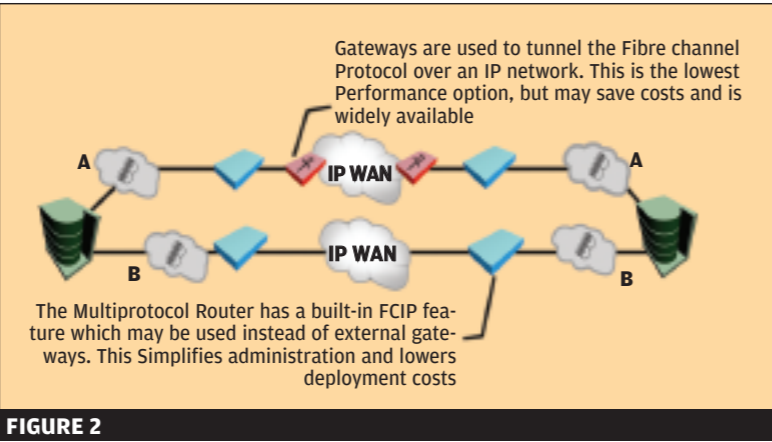 Gateways are used to tunnel the Fibre channel
Protocol over an IP network. This is the lowest
Performance option, but may save costs and is
widely available
A
IP WAN
A
B
IP WAN
B
The Multiprotocol Router has a built-in FCIP fea-
ture which may be used instead of external gate-
ways. This Simplifies administration and lowers
deployment costs
FIGURE 2